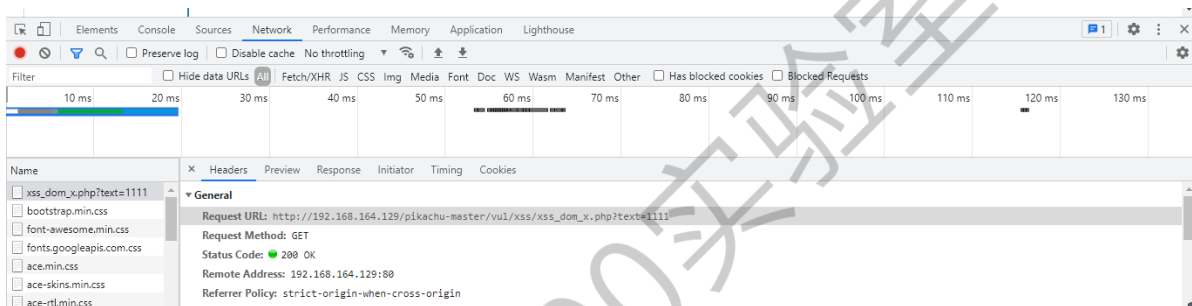 Elements Console Sources Network Performance Memory Application Lighthouse 1
Preserve log Disable cache No throttling
Filter Hide data URLs All Fetch/XHR JS CSS Img Media Font Doc WS Wasm Manifest Other Has blocked cookies Blocked Requests
10 ms 20 ms 30 ms 40 ms 50 ms 60 ms 70 ms 80 ms 90 ms 100 ms 110 ms 120 ms 130 ms
Name × Headers Preview Response Initiator Timing Cookies
xss_dom_x.php?text=1111
bootstrap.min.css
font-awesome.min.css
fonts.googleapis.com.css
ace.min.css
ace-skins.min.css
ace-rtl.min.css
General
Request URL: http://192.168.164.129/pikachu-master/vul/xss/xss_dom_x.php?text=1111
Request Method: GET
Status Code: 200 OK
Remote Address: 192.168.164.129:80
Referrer Policy: strict-origin-when-cross-origin
0实验室